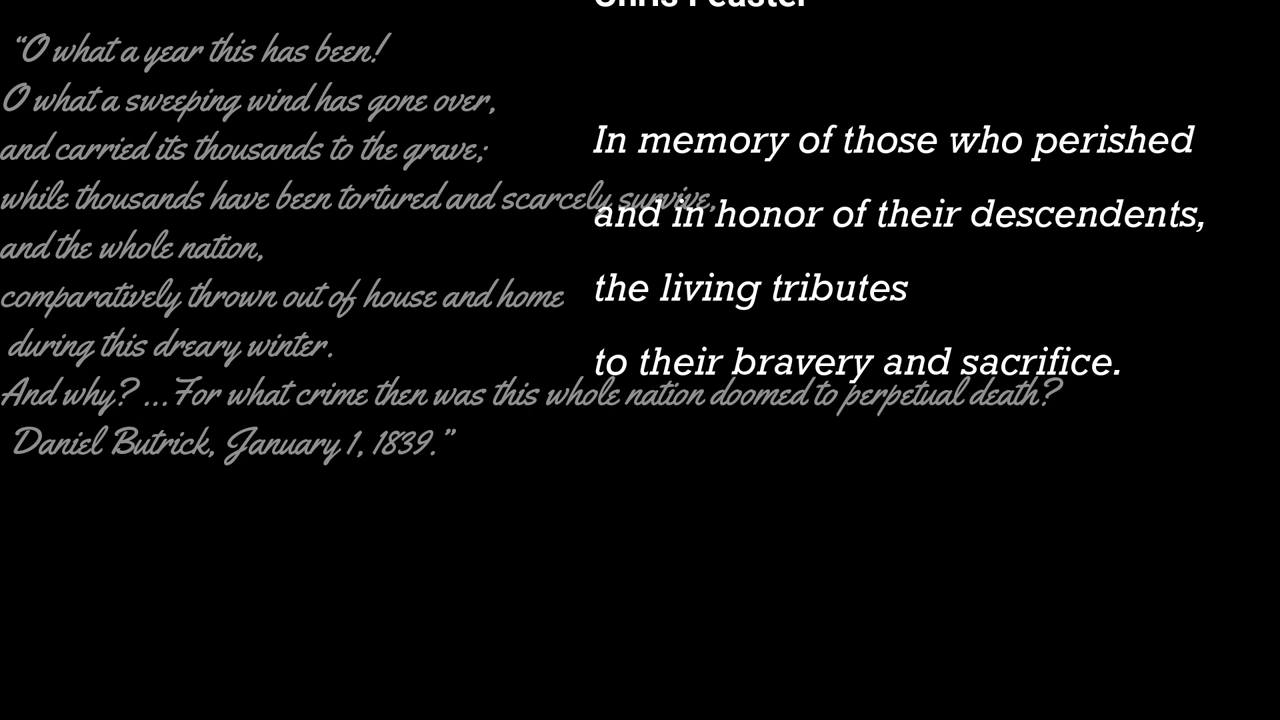 Chris Feaster
“O what a year this has been!
O what a sweeping wind has gone over,
and carried its thousands to the grave;
while thousands have been tortured and scarcely survive,
and the whole nation,
comparatively thrown out of house and home
during this dreary winter.
And why? ...For what crime then was this whole nation doomed to perpetual death?
Daniel Butrick, January 1, 1839.”
In memory of those who perished
and in honor of their descendents,
the living tributes
to their bravery and sacrifice.